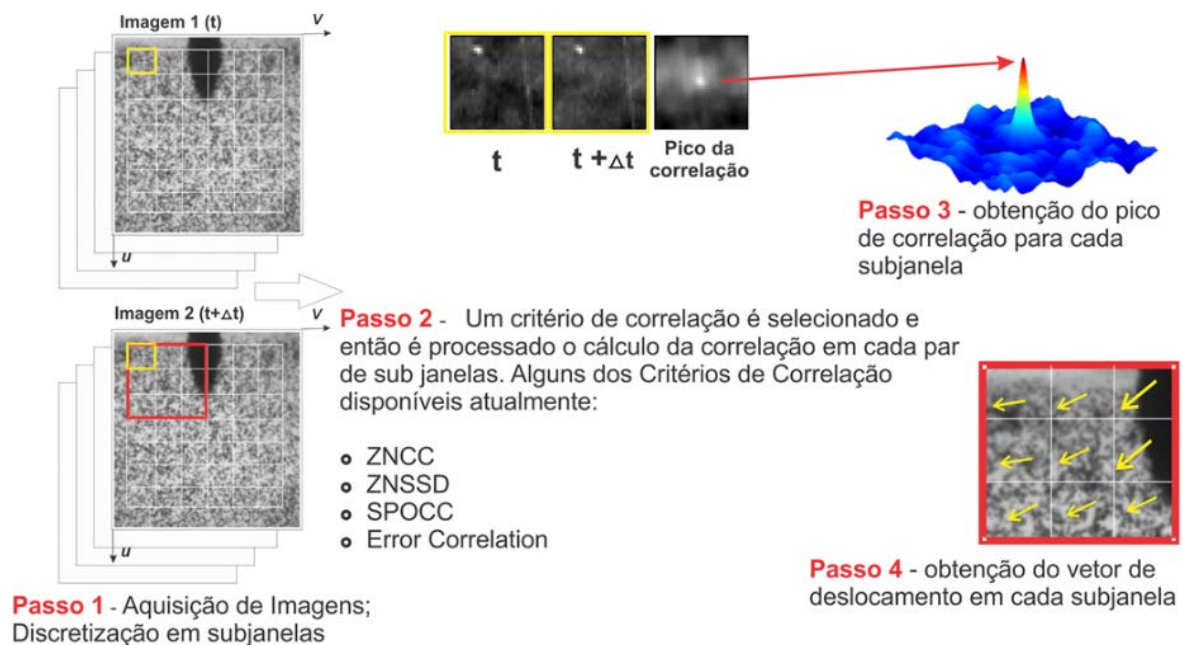 Imagem 1 (t)
V
u
Imagem 2 (t+Δt)
V
u
Passo 1 - Aquisição de Imagens;
Discretização em subjanelas
t
t +Δt
Pico da
correlação
Passo 2 - Um critério de correlação é selecionado e
então é processado o cálculo da correlação em cada par
de sub janelas. Alguns dos Critérios de Correlação
disponíveis atualmente:
ZNCC
ZNSSD
SPOCC
Error Correlation
Passo 3 - obtenção do pico
de correlação para cada
subjanela
Passo 4 - obtenção do vetor de
deslocamento em cada subjanela